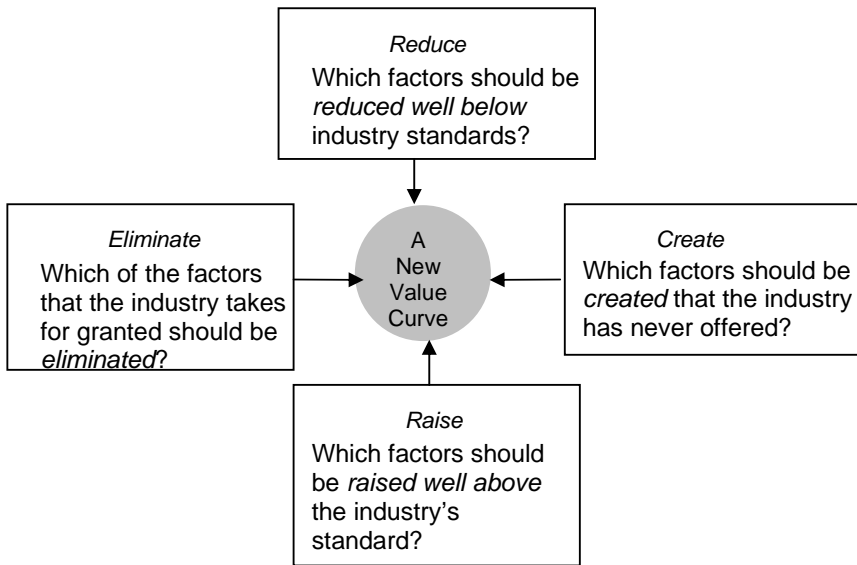 Reduce
Which factors should be
reduced well below
industry standards?
Eliminate
Which of the factors
that the industry takes
for granted should be
eliminated?
A
New
Value
Curve
Create
Which factors should be
created that the industry
has never offered?
Raise
Which factors should
be raised well above
the industry’s
standard?